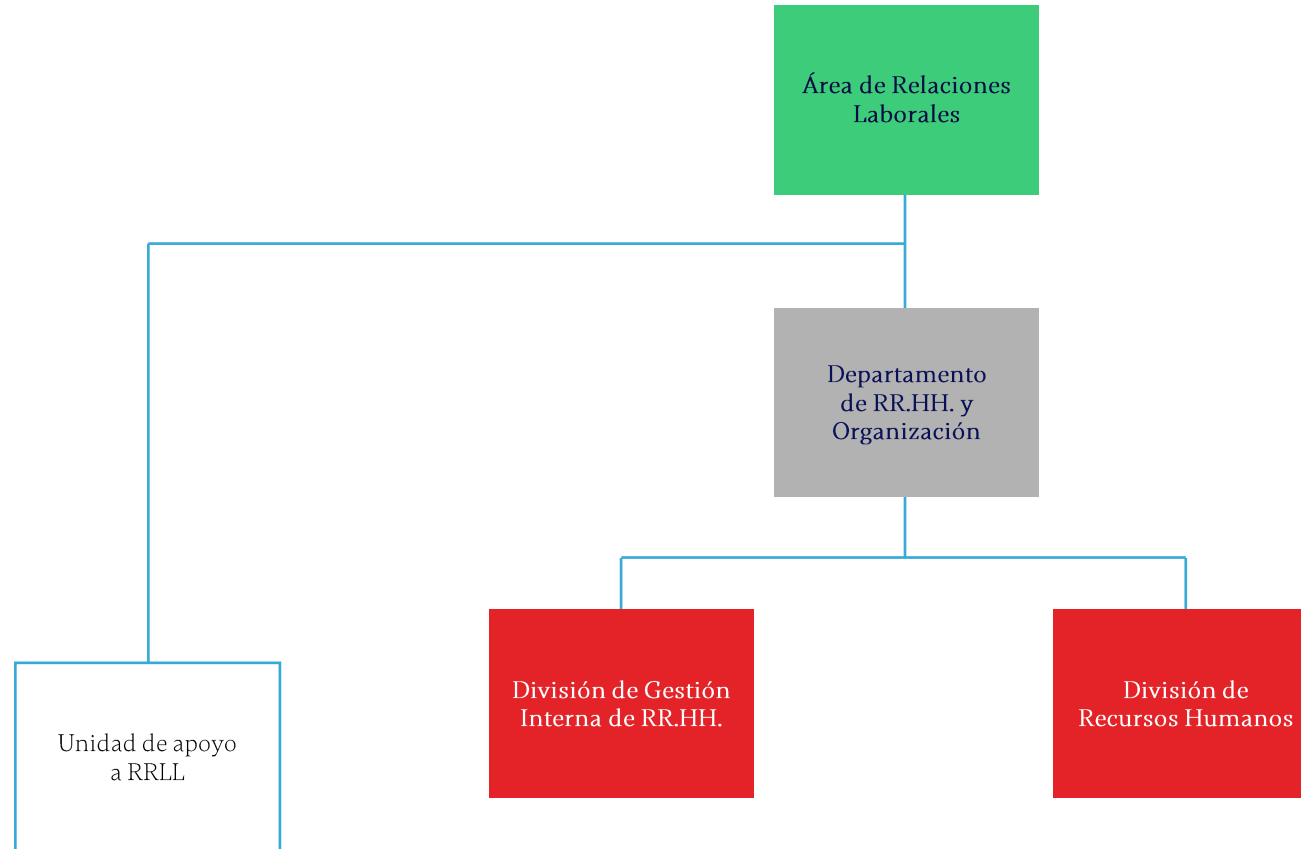 Área de Relaciones
Laborales
Departamento
de RR.HH. y
Organización
División de Gestión
Interna de RR.HH.
División de
Recursos Humanos
Unidad de apoyo
a RRLL